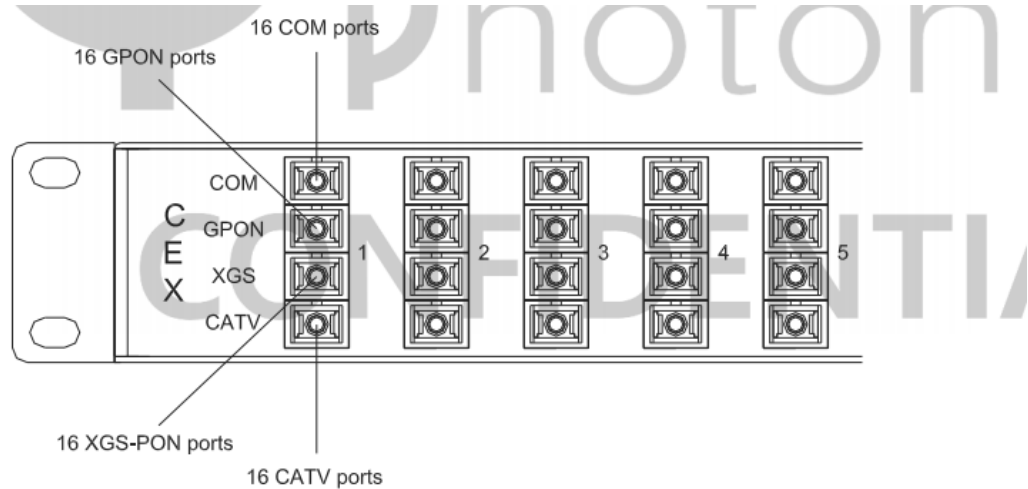 Photon
16 COM ports
16 GPON ports
COM
GPON
XGS
CATV
CEX
1
2
3
4
5
CONFIDENTIA
16 XGS-PON ports
16 CATV ports